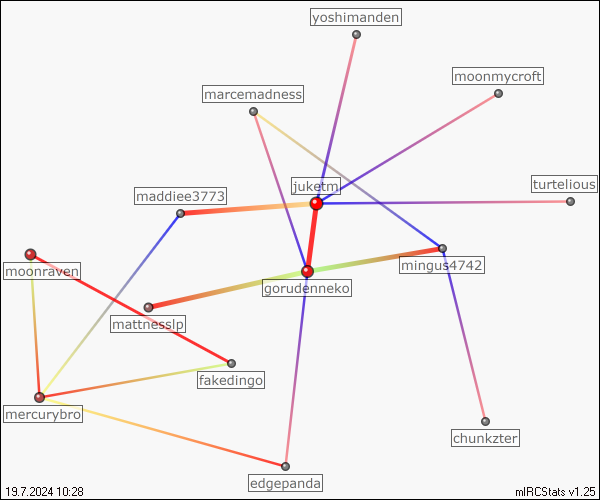 yoshimanden
moonmycroft
marcemadness
turtelious
juketm
maddiee3773
mingus4742
moonraven
gorudenneko
mattnesslp
fakedingo
mercurybro
chunkzter
edgepanda
19.7.2024 10:28
mIRCStats v1.25